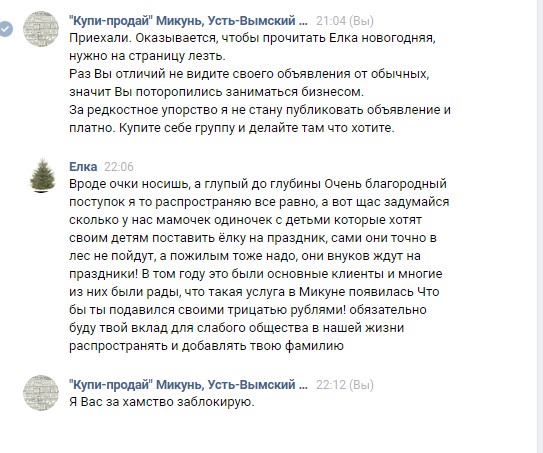 "Купи-продай" Микунь, Усть-Вымский ... 21:04 (Вы)
Приехали. Оказывается, чтобы прочитать Елка новогодняя,
нужно на страницу лезть.
Раз Вы отличий не видите своего объявления от обычных,
значит Вы поторопились заниматься бизнесом.
За редкостное упорство я не стану публиковать объявление и
платно. Купите себе группу и делайте там что хотите.
Елка 22:06
Вроде очки носишь, а глупый до глубины Очень благородный
поступок я то распространяю все равно, а вот щас задумайся
сколько у нас мамочек одиночек с детьми которые хотят
своим детям поставить ёлку на праздник, сами они точно в
лес не пойдут, а пожилым тоже надо, они внуков ждут на
праздники! В том году это были основные клиенты и многие
из них были рады, что такая услуга в Микуне появилась Что
бы ты подавился своими трицатью рублями! обязательно
буду твой вклад для слабого общества в нашей жизни
распространять и добавлять твою фамилию
"Купи-продай" Микунь, Усть-Вымский ... 22:12 (Вы)
Я Вас за хамство заблокирую.